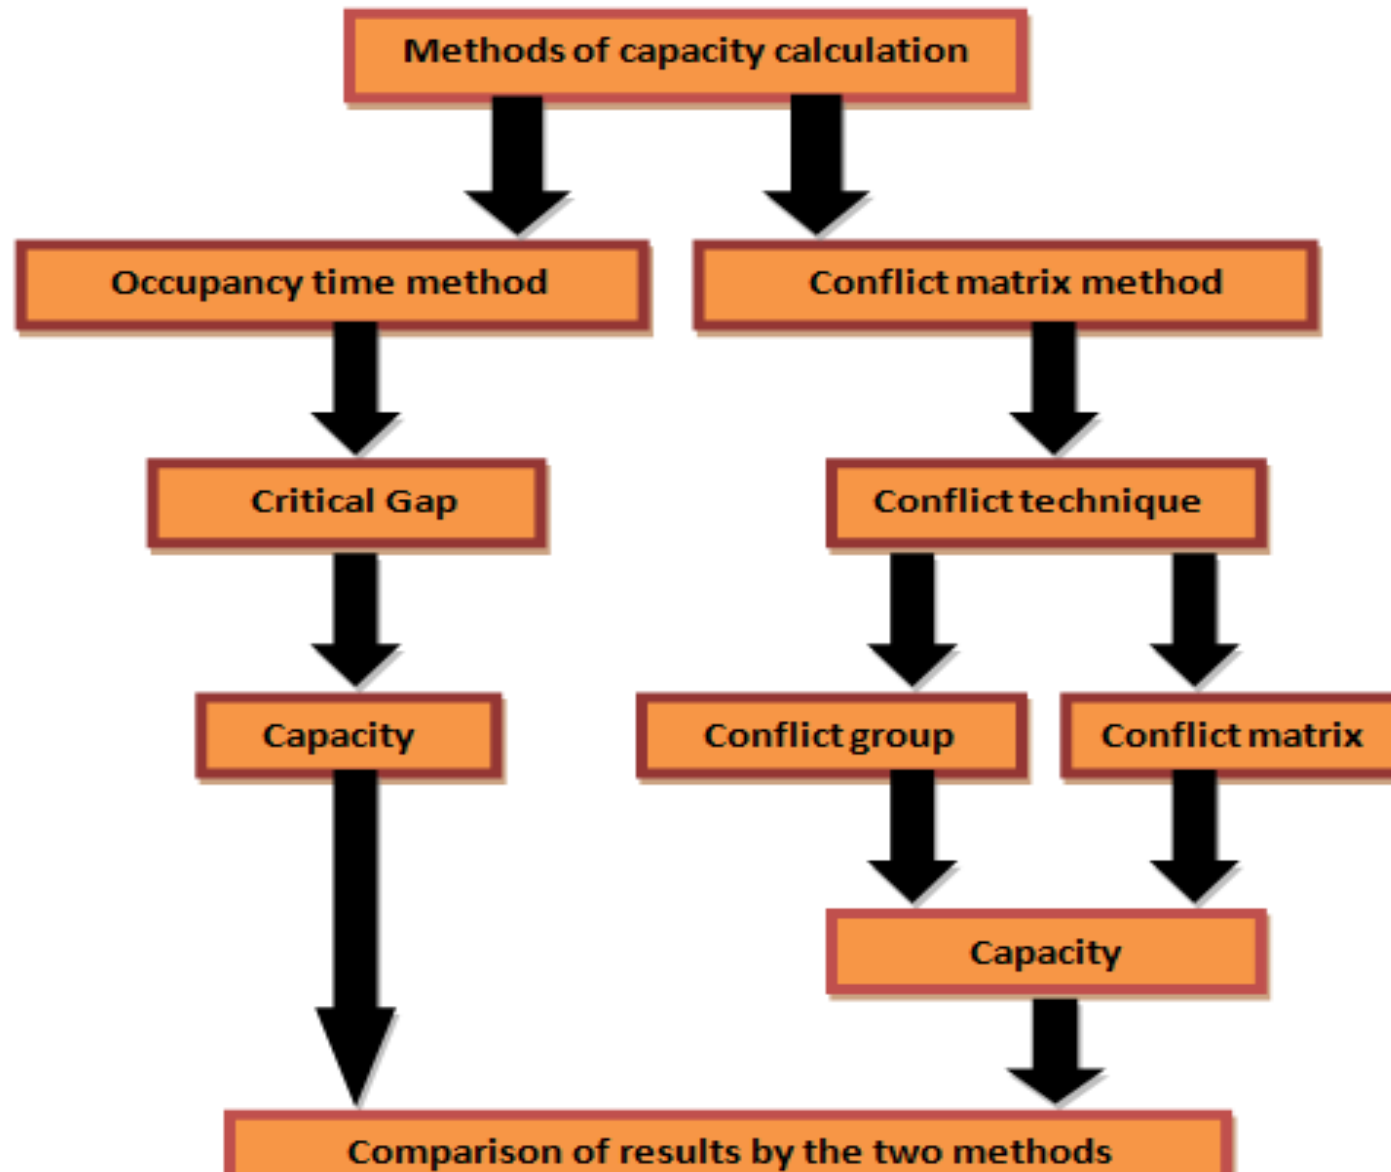 Methods of capacity calculation
Occupancy time method
Conflict matrix method
Critical Gap
Conflict technique
Capacity
Conflict group
Conflict matrix
Capacity
Comparison of results by the two methods